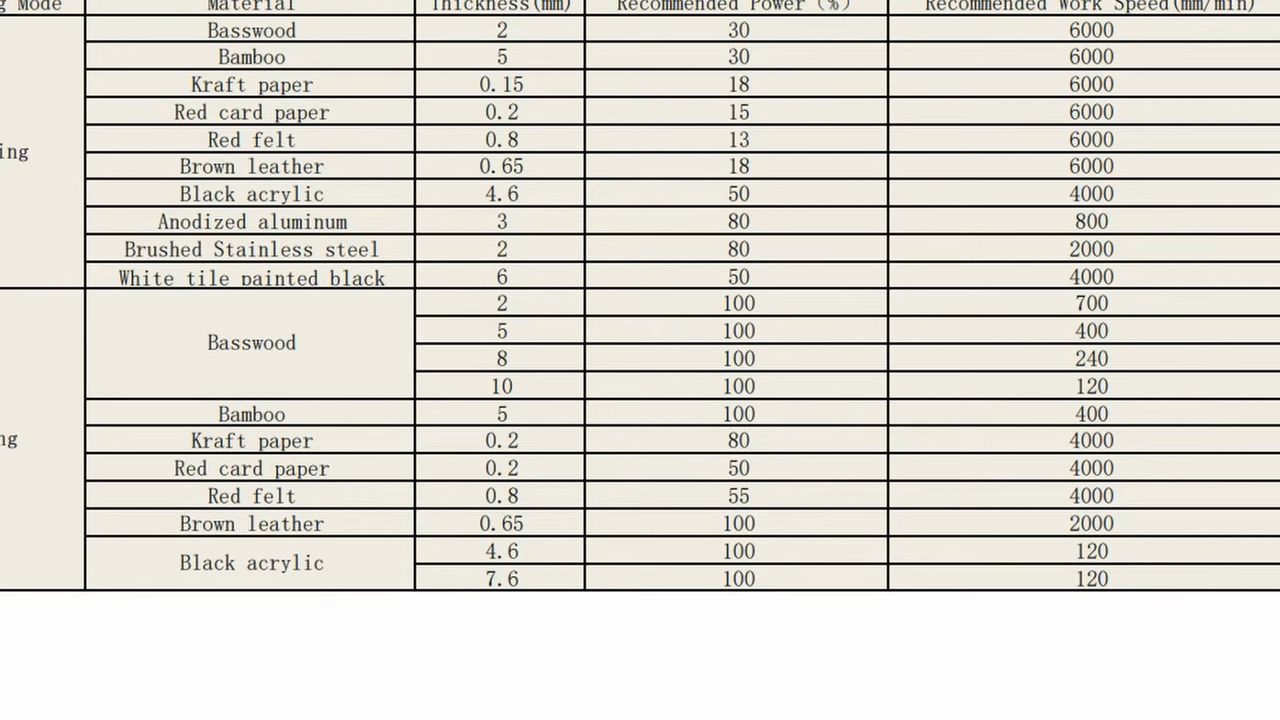 g Mode Material Thickness(mm) Recommended Power (%) Recommended Work Speed(mm/min)
Basswood 2 30 6000
Bamboo 5 30 6000
Kraft paper 0.15 18 6000
Red card paper 0.2 15 6000
Red felt 0.8 13 6000
ing
Brown leather 0.65 18 6000
Black acrylic 4.6 50 4000
Anodized aluminum 3 80 800
Brushed Stainless steel 2 80 2000
White tile painted black 6 50 4000
2 100 700
5 100 400
Basswood
8 100 240
10 100 120
Bamboo 5 100 400
ng Kraft paper 0.2 80 4000
Red card paper 0.2 50 4000
Red felt 0.8 55 4000
Brown leather 0.65 100 2000
Black acrylic 4.6 100 120
7.6 100 120